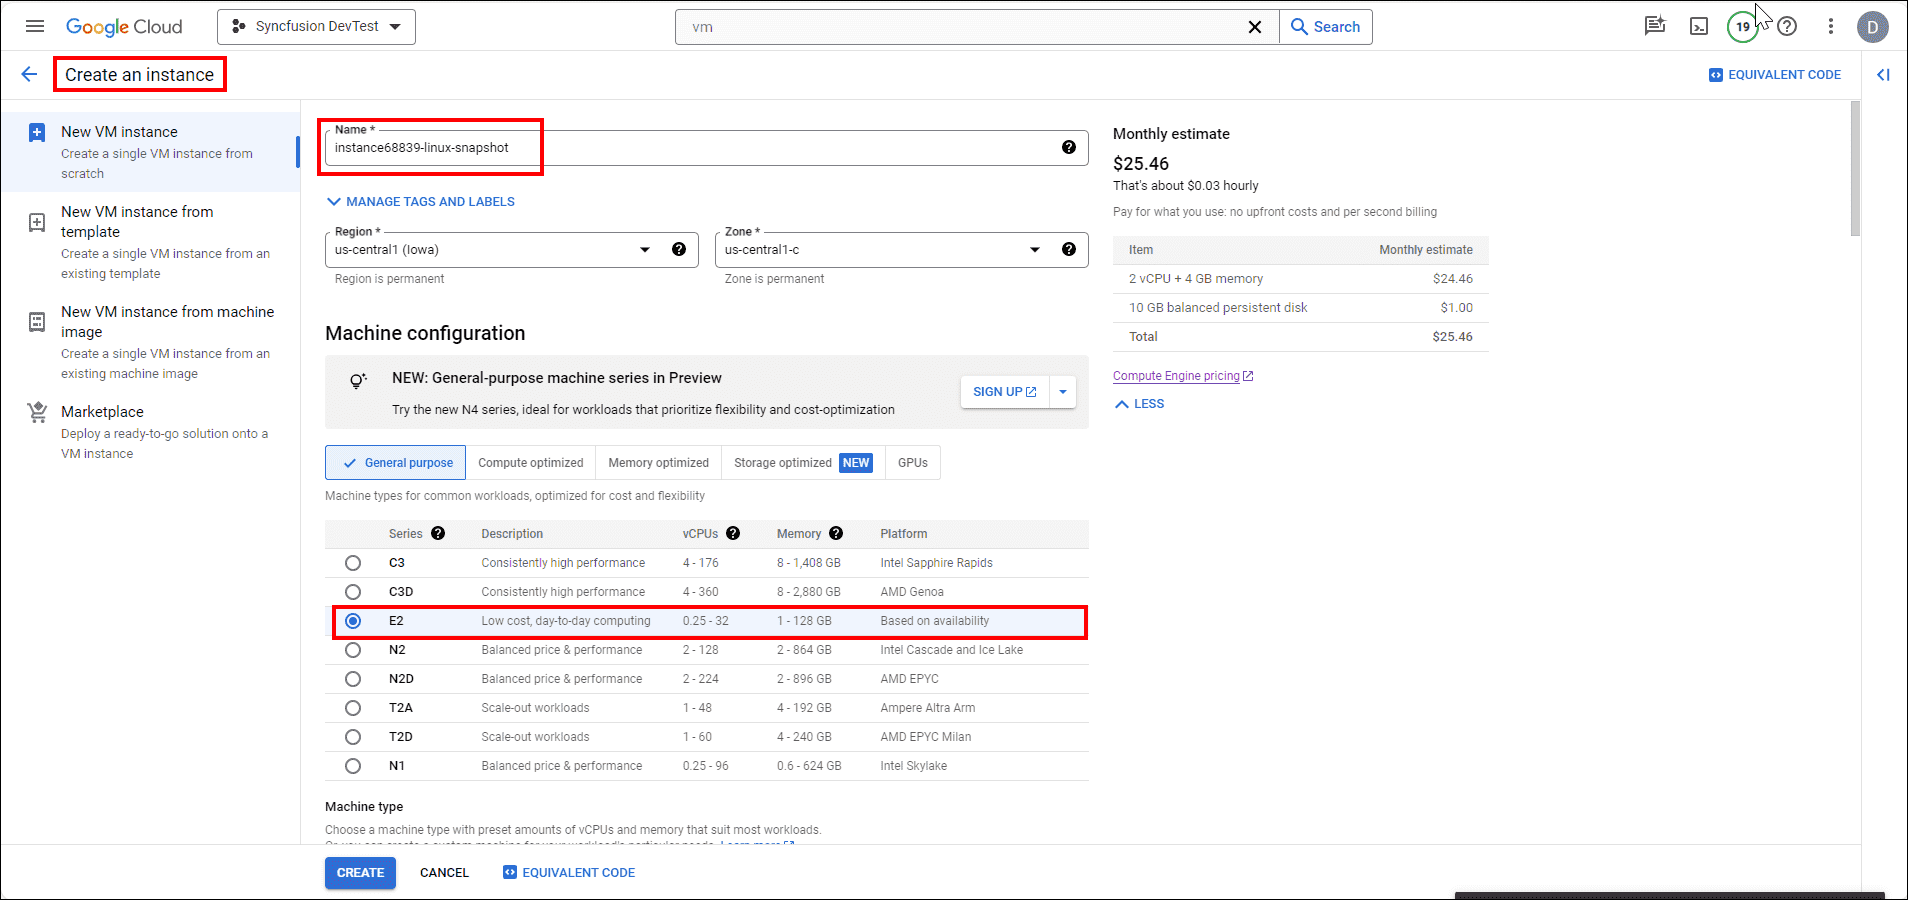 Google Cloud
Syncfusion DevTest
vm
Search
19
D
Create an instance
EQUIVALENT CODE
New VM instance
Create a single VM instance from
scratch
New VM instance from
template
Create a single VM instance from an
existing template
New VM instance from machine
image
Create a single VM instance from an
existing machine image
Marketplace
Deploy a ready-to-go solution onto a
VM instance
Name *
instance68839-linux-snapshot
MANAGE TAGS AND LABELS
Region *
us-central1 (Iowa)
Region is permanent
Zone *
us-central1-c
Zone is permanent
Machine configuration
NEW: General-purpose machine series in Preview
Try the new N4 series, ideal for workloads that prioritize flexibility and cost-optimization
SIGN UP
General purpose
Compute optimized
Memory optimized
Storage optimized NEW
GPUs
Machine types for common workloads, optimized for cost and flexibility
Series Description vCPUs Memory Platform
C3 Consistently high performance 4 - 176 8 - 1,408 GB Intel Sapphire Rapids
C3D Consistently high performance 4 - 360 8 - 2,880 GB AMD Genoa
E2 Low cost, day-to-day computing 0.25 - 32 1 - 128 GB Based on availability
N2 Balanced price & performance 2 - 128 2 - 864 GB Intel Cascade and Ice Lake
N2D Balanced price & performance 2 - 224 2 - 896 GB AMD EPYC
T2A Scale-out workloads 1 - 48 4 - 192 GB Ampere Altra Arm
T2D Scale-out workloads 1 - 60 4 - 240 GB AMD EPYC Milan
N1 Balanced price & performance 0.25 - 96 0.6 - 624 GB Intel Skylake
Machine type
Choose a machine type with preset amounts of vCPUs and memory that suit most workloads.
Or, you can create a custom machine for your workload's particular needs. Learn more
CREATE
CANCEL
EQUIVALENT CODE
Monthly estimate
$25.46
That's about $0.03 hourly
Pay for what you use: no upfront costs and per second billing
Item Monthly estimate
2 vCPU + 4 GB memory $24.46
10 GB balanced persistent disk $1.00
Total $25.46
Compute Engine pricing
LESS